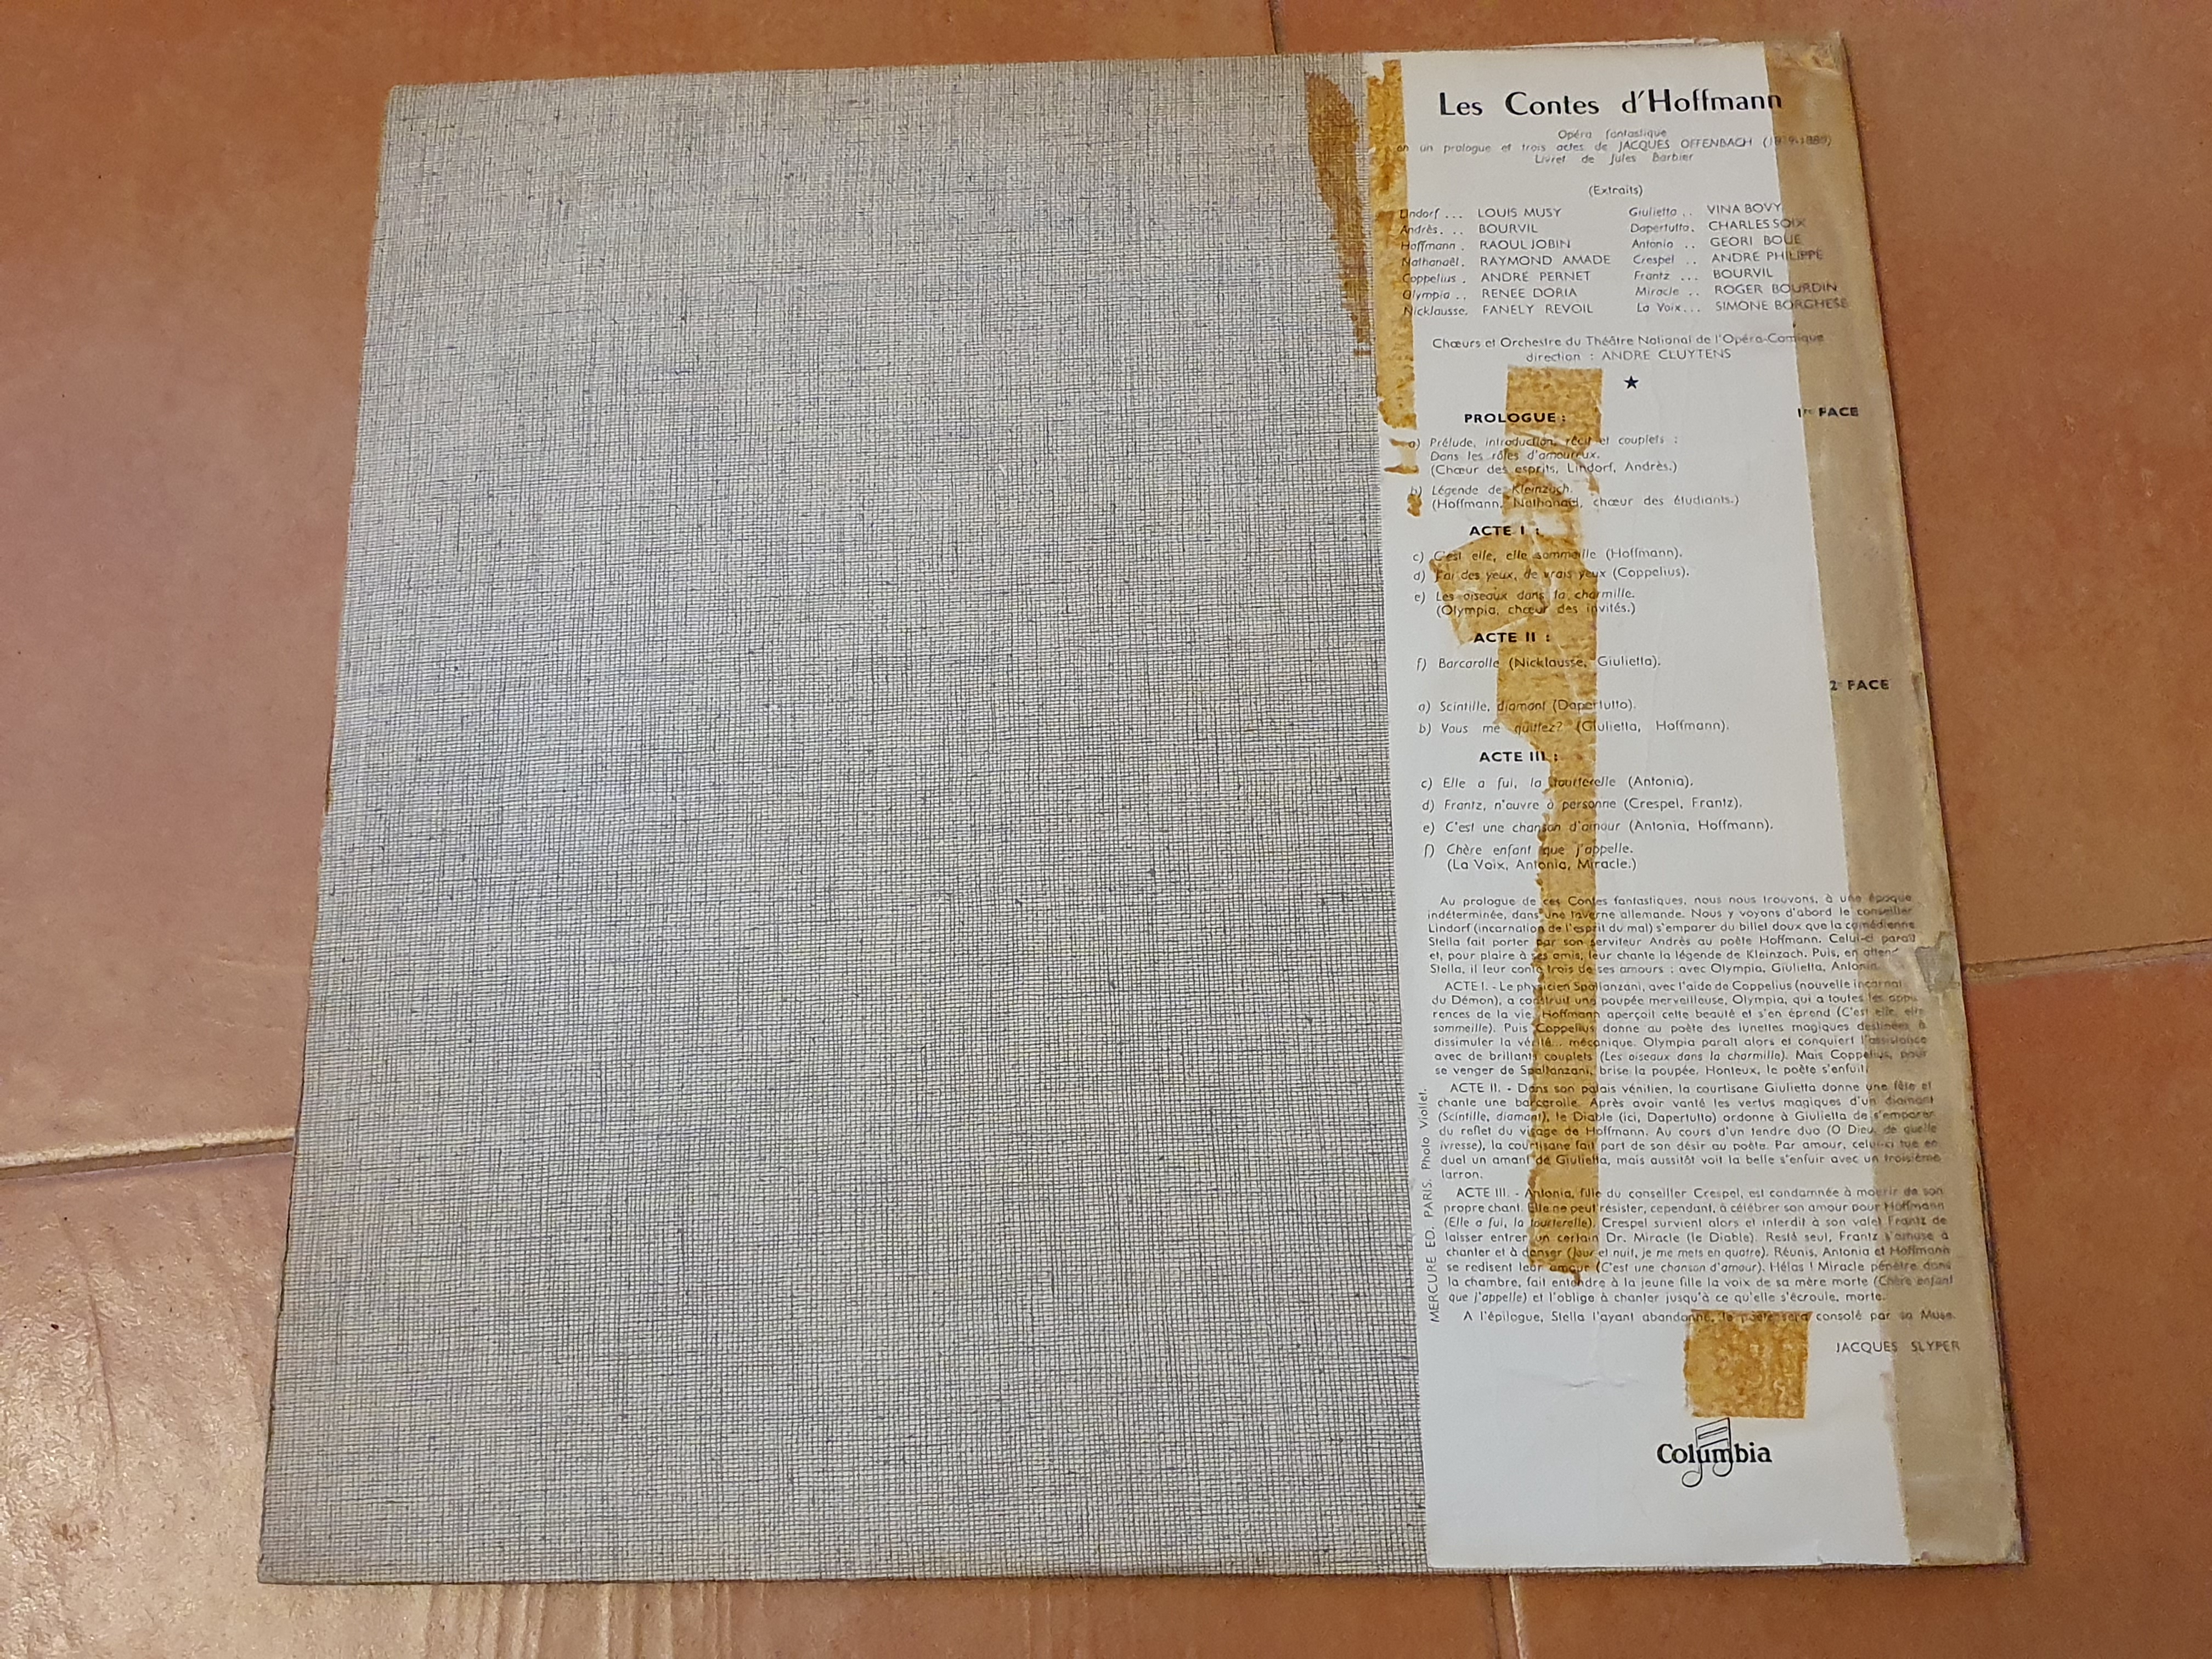 Les Contes d'Hoffmann
Opéra fantastique
en un prologue et trois actes de JACQUES OFFENBACH (1819-1880)
Livret de Jules Barbier
(Extraits)
Lindorf ... LOUIS MUSY
Andrès. .. BOURVIL
Hoffmann . RAOUL JOBIN
Nathanaël. RAYMOND AMADE
Coppelius . ANDRÉ PERNET
Olympia .. RENEE DORIA
Nicklausse. FANELY REVOIL
Giulietta .. VINA BOVY
Dapertutto. CHARLES SOIX
Antonia .. GEORI BOUE
Crespel .. ANDRE PHILIPPE
Frantz ... BOURVIL
Miracle .. ROGER BOURDIN
La Voix... SIMONE BORGHESE
Chœurs et Orchestre du Théâtre National de l'Opéra-Comique
direction : ANDRE CLUYTENS
★
1re FACE
PROLOGUE :
a) Prélude, introduction, récit et couplets :
Dans les rôles d'amoureux.
(Chœur des esprits, Lindorf, Andrès.)
b) Légende de Kleinzach.
(Hoffmann, Nathanaël, chœur des étudiants.)
ACTE I :
c) C'est elle, elle sommeille (Hoffmann).
d) J'ai des yeux, de vrais yeux (Coppelius).
e) Les oiseaux dans la charmille.
(Olympia, chœur des invités.)
ACTE II :
f) Barcarolle (Nicklausse, Giulietta).
2e FACE
a) Scintille, diamant (Dapertutto).
b) Vous me quittez? (Giulietta, Hoffmann).
ACTE III :
c) Elle a fui, la tourterelle (Antonia).
d) Frantz, n'ouvre à personne (Crespel, Frantz).
e) C'est une chanson d'amour (Antonia, Hoffmann).
f) Chère enfant que j'appelle.
(La Voix, Antonia, Miracle.)
Au prologue de ces Contes fantastiques, nous nous trouvons, à une époque
indéterminée, dans une taverne allemande. Nous y voyons d'abord le conseiller
Lindorf (incarnation de l'esprit du mal) s'emparer du billet doux que la comédienne
Stella fait porter par son serviteur Andrès au poète Hoffmann. Celui-ci paraît
et, pour plaire à ses amis, leur chante la légende de Kleinzach. Puis, en attend
Stella, il leur conte trois de ses amours : avec Olympia, Giulietta, Antonia
ACTE I. - Le physicien Spallanzani, avec l'aide de Coppelius (nouvelle incarnat
du Démon), a construit une poupée merveilleuse, Olympia, qui a toutes les appa
rences de la vie. Hoffmann aperçoit cette beauté et s'en éprend (C'est elle, elle
sommeille). Puis Coppelius donne au poète des lunettes magiques destinées à
dissimuler la vérité... mécanique. Olympia paraît alors et conquiert l'assistance
avec de brillants couplets (Les oiseaux dans la charmille). Mais Coppelius, pour
se venger de Spallanzani, brise la poupée. Honteux, le poète s'enfuit.
ACTE II. - Dans son palais vénitien, la courtisane Giulietta donne une fête et
chante une barcarolle. Après avoir vanté les vertus magiques d'un diamant
(Scintille, diamant), le Diable (ici, Dapertutto) ordonne à Giulietta de s'emparer
du reflet du visage de Hoffmann. Au cours d'un tendre duo (O Dieu, de quelle
ivresse), la courtisane fait part de son désir au poète. Par amour, celui-ci tue en
duel un amant de Giulietta, mais aussitôt voit la belle s'enfuir avec un troisième
larron.
ACTE III. - Antonia, fille du conseiller Crespel, est condamnée à mourir de son
propre chant. Elle ne peut résister, cependant, à célébrer son amour pour Hoffmann
(Elle a fui, la tourterelle). Crespel survient alors et interdit à son valet Frantz de
laisser entrer un certain Dr. Miracle (le Diable). Resté seul, Frantz s'amuse à
chanter et à danser (Jour et nuit, je me mets en quatre). Réunis, Antonia et Hoffmann
se redisent leur amour (C'est une chanson d'amour). Hélas ! Miracle pénètre dans
la chambre, fait entendre à la jeune fille la voix de sa mère morte (Chère enfant
que j'appelle) et l'oblige à chanter jusqu'à ce qu'elle s'écroule, morte.
A l'épilogue, Stella l'ayant abandonné, le poète sera consolé par sa Muse.
JACQUES SLYPER
MERCURE ED. PARIS. Photo Viollet.
Columbia